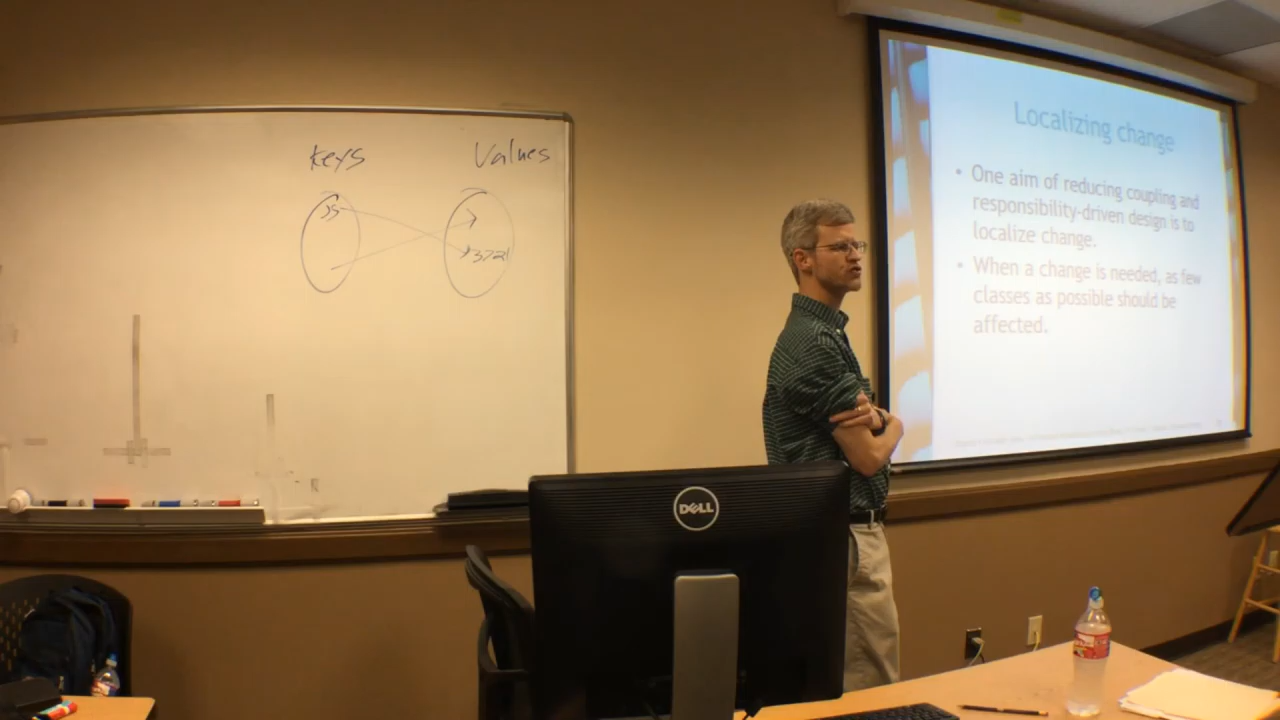 Keys Values
35
3721
Localizing change
• One aim of reducing coupling and
responsibility-driven design is to
localize change.
• When a change is needed, as few
classes as possible should be
affected.
DELL